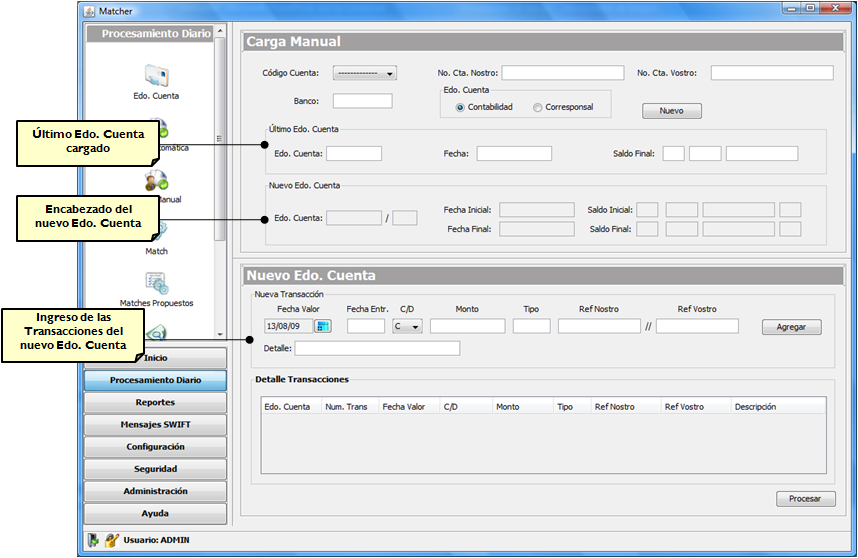 Matcher
Procesamiento Diario
Edo. Cuenta
omática
Manual
Match
Matches Propuestos
Inicio
Procesamiento Diario
Reportes
Mensajes SWIFT
Configuración
Seguridad
Administración
Ayuda
Usuario: ADMIN
Último Edo. Cuenta
cargado
Encabezado del
nuevo Edo. Cuenta
Ingreso de las
Transacciones del
nuevo Edo. Cuenta
Carga Manual
Código Cuenta: ------------- No. Cta. Nostro: No. Cta. Vostro:
Edo. Cuenta
Banco: Contabilidad Corresponsal Nuevo
Último Edo. Cuenta
Edo. Cuenta: Fecha: Saldo Final:
Nuevo Edo. Cuenta
Fecha Inicial: Saldo Inicial:
Edo. Cuenta: /
Fecha Final: Saldo Final:
Nuevo Edo. Cuenta
Nueva Transacción
Fecha Valor Fecha Entr. C/D Monto Tipo Ref Nostro Ref Vostro
13/08/09 C // Agregar
Detalle:
Detalle Transacciones
Edo. Cuenta Num. Trans Fecha Valor C/D Monto Tipo Ref Nostro Ref Vostro Descripción
Procesar